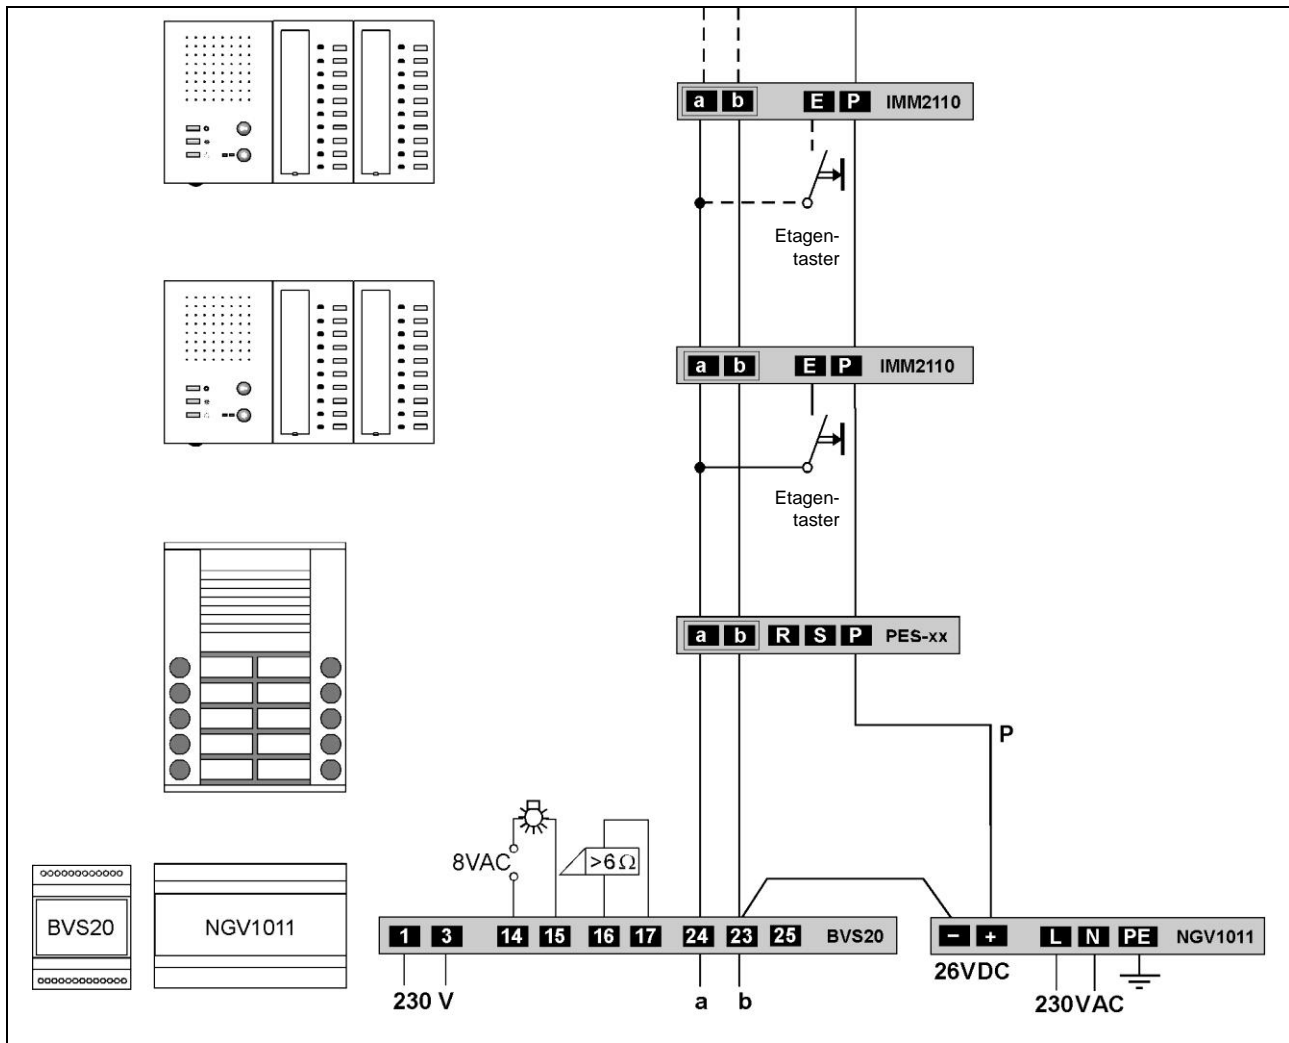 a b E P IMM2110
Etagen-
taster
a b E P IMM2110
Etagen-
taster
a b R S P PES-xx
P
8VAC
>6 Ω
BVS20
NGV1011
1 3 14 15 16 17 24 23 25 BVS20
− + L N PE NGV1011
26VDC
230 V
a b
230VAC